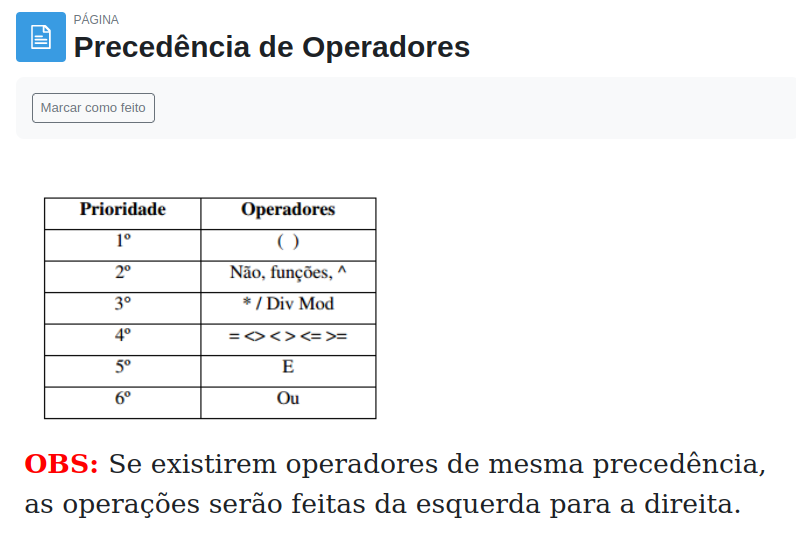 PÁGINA
Precedência de Operadores
Marcar como feito
Prioridade Operadores
1º ( )
2º Não, funções, ^
3° * / Div Mod
4º = <> < > <= >=
5º E
6º Ou
OBS: Se existirem operadores de mesma precedência,
as operações serão feitas da esquerda para a direita.